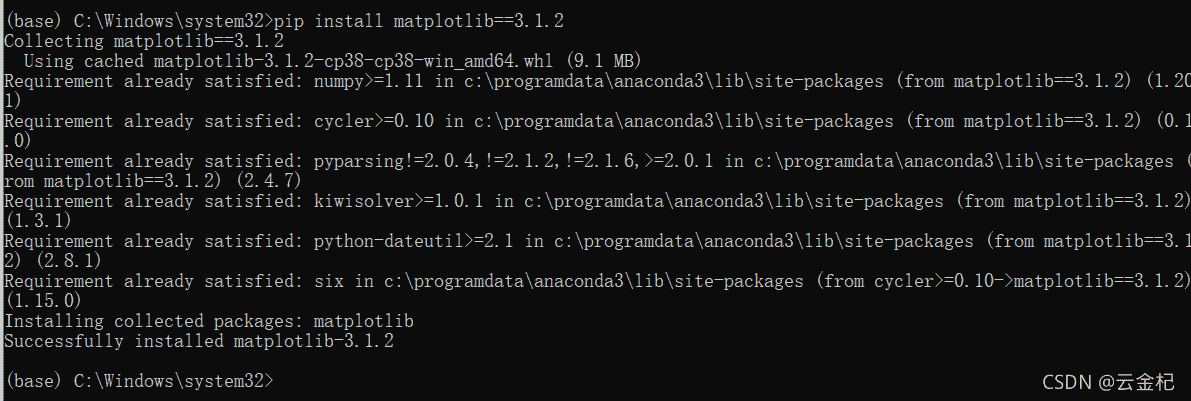 (base) C:\Windows\system32>pip install matplotlib==3.1.2
Collecting matplotlib==3.1.2
  Using cached matplotlib-3.1.2-cp38-cp38-win_amd64.whl (9.1 MB)
Requirement already satisfied: numpy>=1.11 in c:\programdata\anaconda3\lib\site-packages (from matplotlib==3.1.2) (1.20
1)
Requirement already satisfied: cycler>=0.10 in c:\programdata\anaconda3\lib\site-packages (from matplotlib==3.1.2) (0.1
.0)
Requirement already satisfied: pyparsing!=2.0.4,!=2.1.2,!=2.1.6,>=2.0.1 in c:\programdata\anaconda3\lib\site-packages (
rom matplotlib==3.1.2) (2.4.7)
Requirement already satisfied: kiwisolver>=1.0.1 in c:\programdata\anaconda3\lib\site-packages (from matplotlib==3.1.2)
(1.3.1)
Requirement already satisfied: python-dateutil>=2.1 in c:\programdata\anaconda3\lib\site-packages (from matplotlib==3.1
2) (2.8.1)
Requirement already satisfied: six in c:\programdata\anaconda3\lib\site-packages (from cycler>=0.10->matplotlib==3.1.2)
(1.15.0)
Installing collected packages: matplotlib
Successfully installed matplotlib-3.1.2
(base) C:\Windows\system32>
CSDN @云金杞